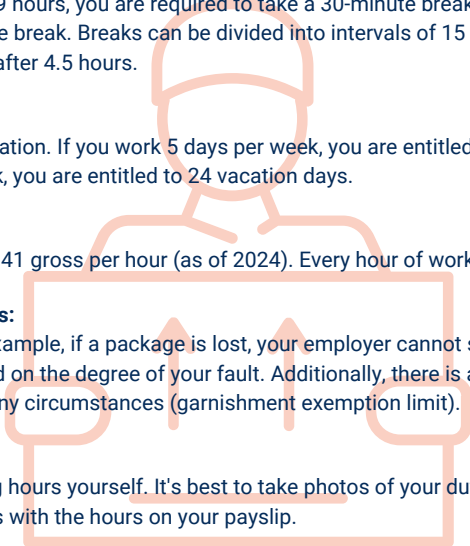 9 hours, you are required to take a 30-minute break
e break. Breaks can be divided into intervals of 15
after 4.5 hours.
ation. If you work 5 days per week, you are entitled
k, you are entitled to 24 vacation days.
41 gross per hour (as of 2024). Every hour of work
s:
xample, if a package is lost, your employer cannot s
d on the degree of your fault. Additionally, there is a
ny circumstances (garnishment exemption limit).
g hours yourself. It's best to take photos of your du
s with the hours on your payslip.